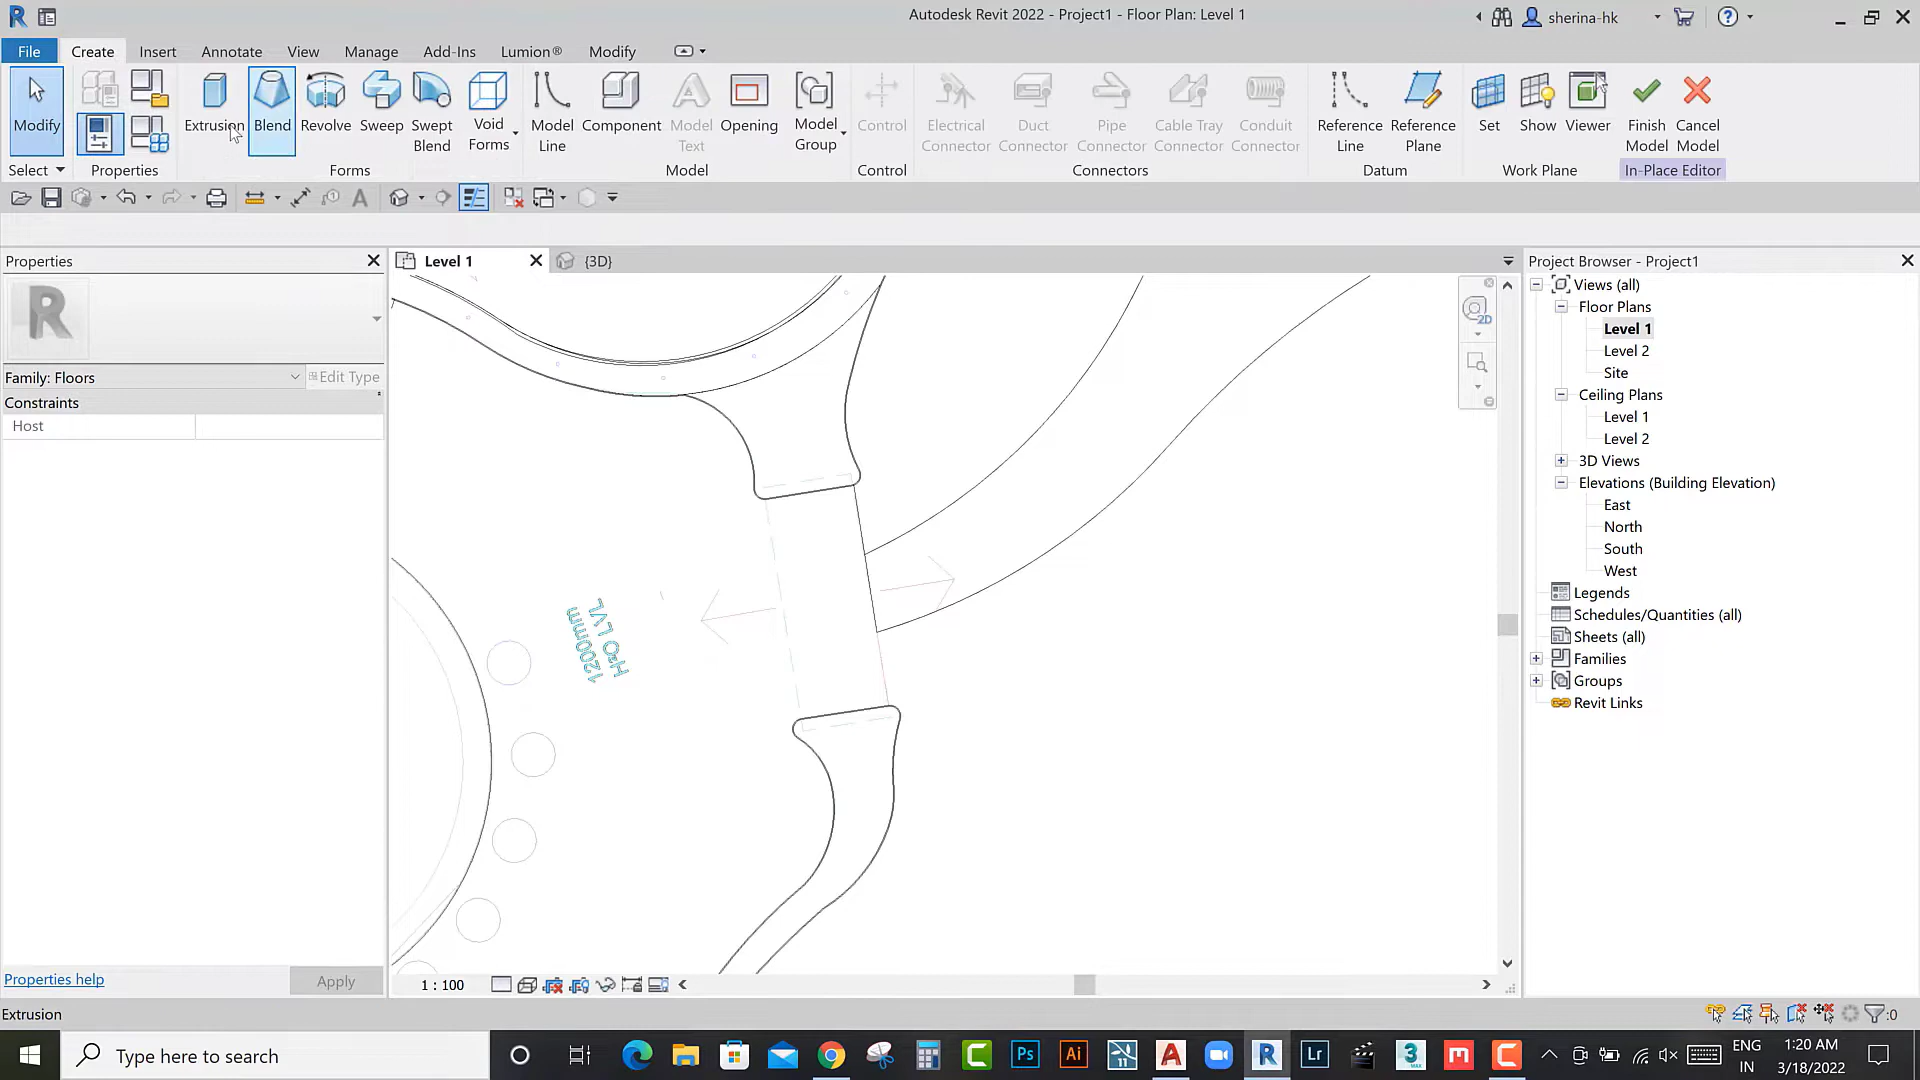 Autodesk Revit 2022 - Project1 - Floor Plan: Level 1
sherina-hk
File Create Insert Annotate View Manage Add-Ins Lumion® Modify
Modify
Extrusion Blend Revolve Sweep Swept Blend Void Forms
Model Line Component Model Text Opening Model Group
Control
Electrical Connector Duct Connector Pipe Connector Cable Tray Connector Conduit Connector
Reference Line Reference Plane
Set Show Viewer
Finish Model Cancel Model
Select Properties Forms Model Control Connectors Datum Work Plane In-Place Editor
Properties
Level 1
{3D}
Project Browser - Project1
Family: Floors
Edit Type
Constraints
Host
2D
H2O LVL
1200mm
Views (all)
Floor Plans
Level 1
Level 2
Site
Ceiling Plans
Level 1
Level 2
3D Views
Elevations (Building Elevation)
East
North
South
West
Legends
Schedules/Quantities (all)
Sheets (all)
Families
Groups
Revit Links
Properties help
Apply
1 : 100
Extrusion
:0
Type here to search
ENG
IN
1:20 AM
3/18/2022